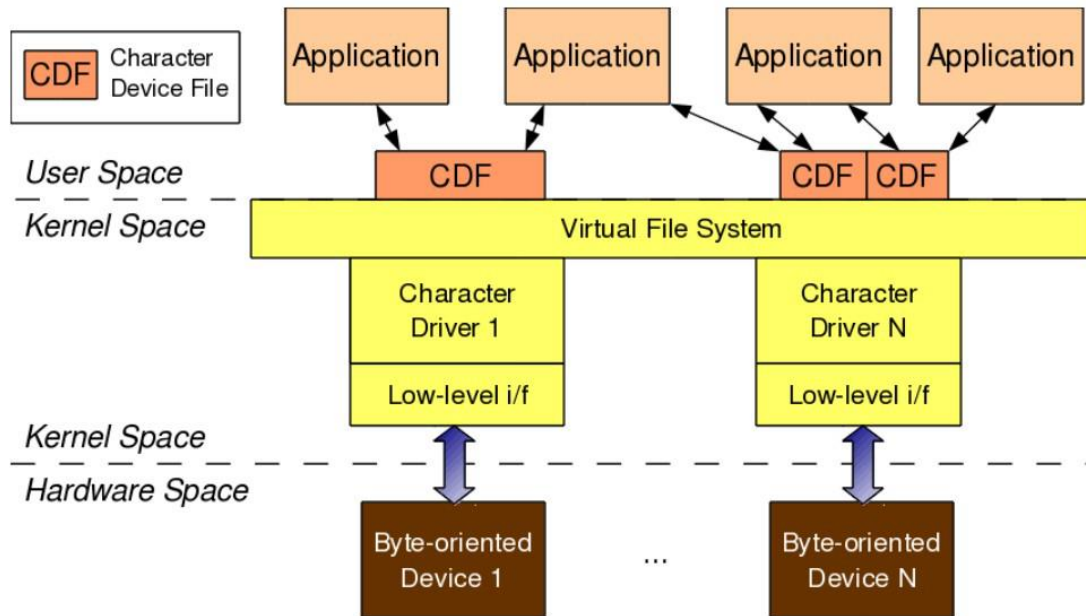 CDF
Character
Device File
Application
Application
Application
Application
User Space
CDF
CDF
CDF
Kernel Space
Virtual File System
Character
Driver 1
Character
Driver N
Low-level i/f
Low-level i/f
Kernel Space
Hardware Space
Byte-oriented
Device 1
...
Byte-oriented
Device N